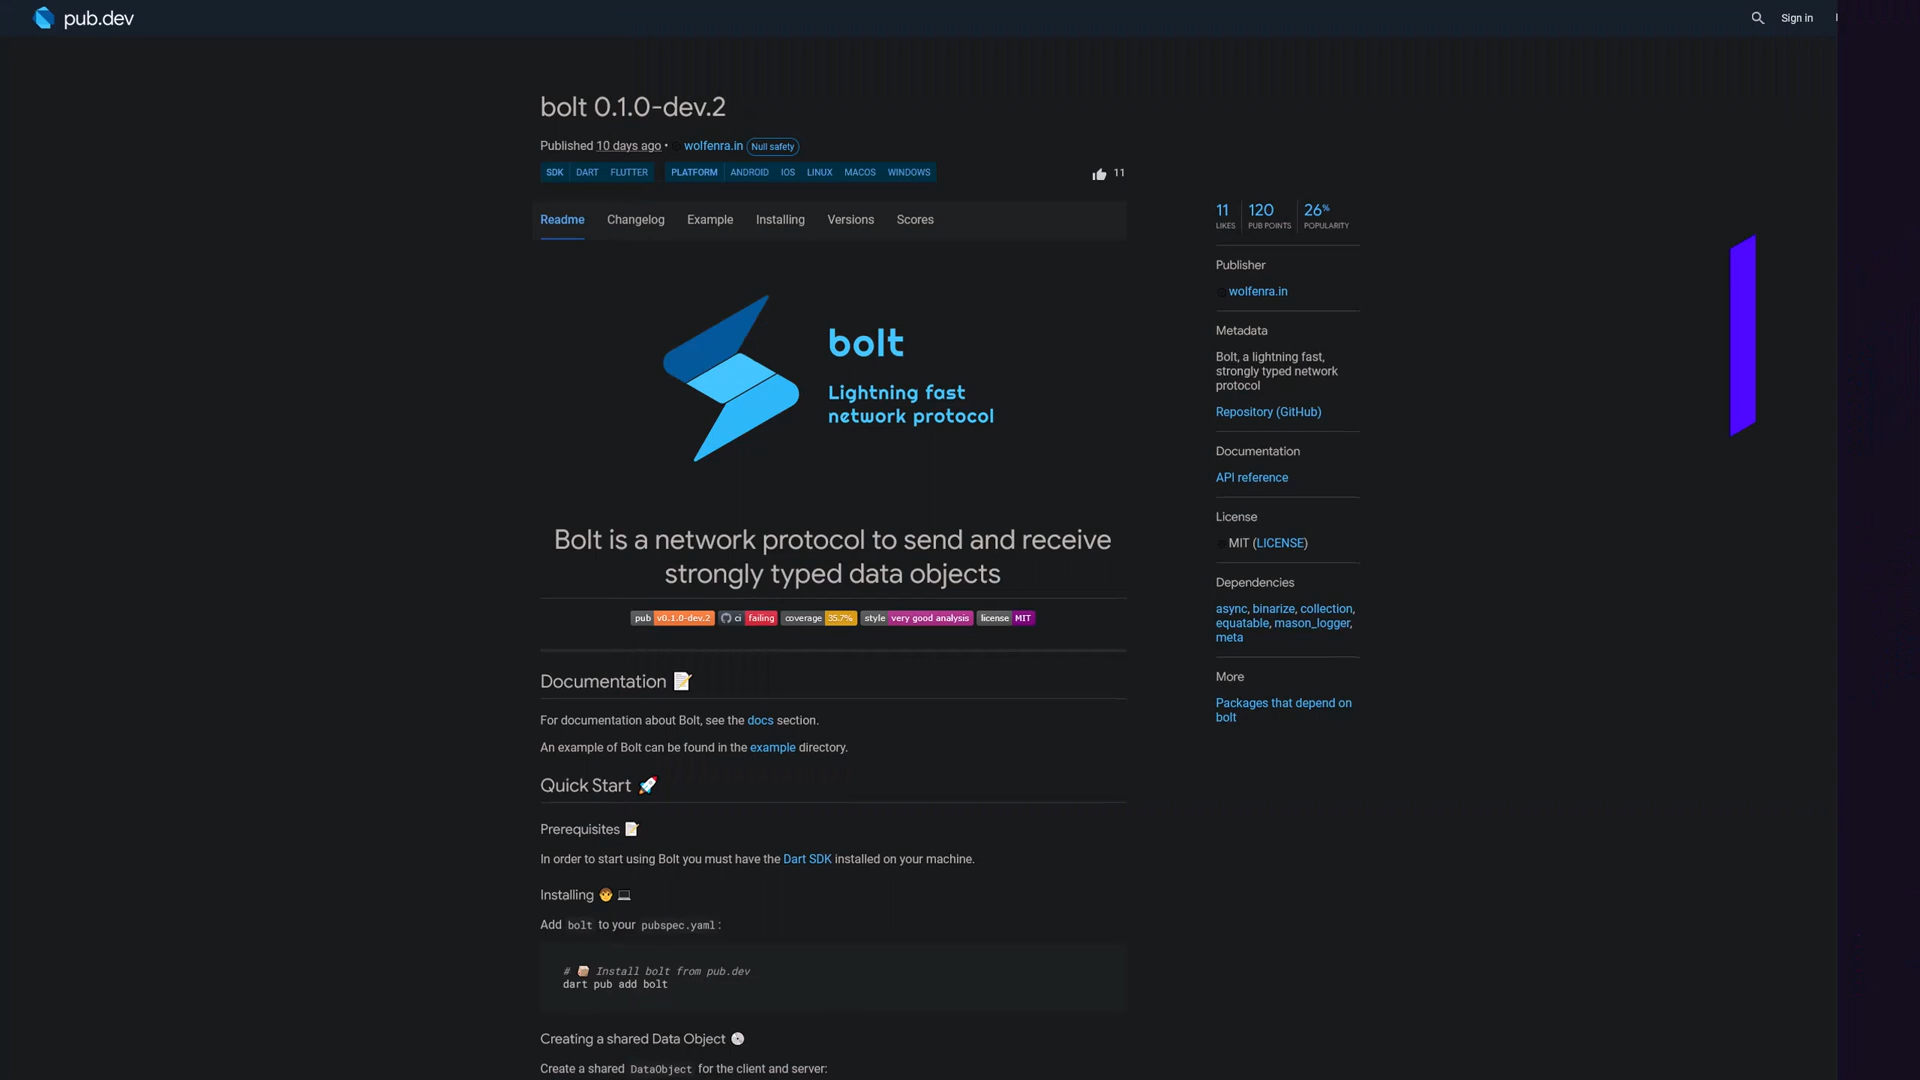 pub.dev
Sign in
bolt 0.1.0-dev.2
Published 10 days ago • wolfenra.in Null safety
SDK DART FLUTTER PLATFORM ANDROID IOS LINUX MACOS WINDOWS
11
Readme Changelog Example Installing Versions Scores
bolt
Lightning fast
network protocol
Bolt is a network protocol to send and receive
strongly typed data objects
pub v0.1.0-dev.2 ci failing coverage 35.7% style very good analysis license MIT
Documentation 📝
For documentation about Bolt, see the docs section.
An example of Bolt can be found in the example directory.
Quick Start 🚀
Prerequisites 📝
In order to start using Bolt you must have the Dart SDK installed on your machine.
Installing 🧑‍💻
Add bolt to your pubspec.yaml:
# 📦 Install bolt from pub.dev
dart pub add bolt
Creating a shared Data Object 💿
Create a shared DataObject for the client and server:
11 120 26%
LIKES PUB POINTS POPULARITY
Publisher
wolfenra.in
Metadata
Bolt, a lightning fast,
strongly typed network
protocol
Repository (GitHub)
Documentation
API reference
License
MIT (LICENSE)
Dependencies
async, binarize, collection,
equatable, mason_logger,
meta
More
Packages that depend on
bolt